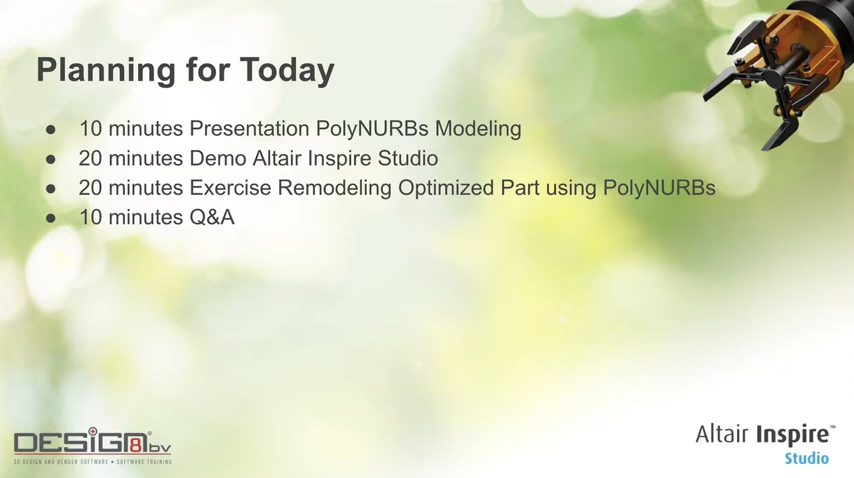 Planning for Today
● 10 minutes Presentation PolyNURBs Modeling
● 20 minutes Demo Altair Inspire Studio
● 20 minutes Exercise Remodeling Optimized Part using PolyNURBs
● 10 minutes Q&A
DESiGN8®bv
3D DESIGN AND RENDER SOFTWARE • SOFTWARE TRAINING
Altair Inspire™
Studio